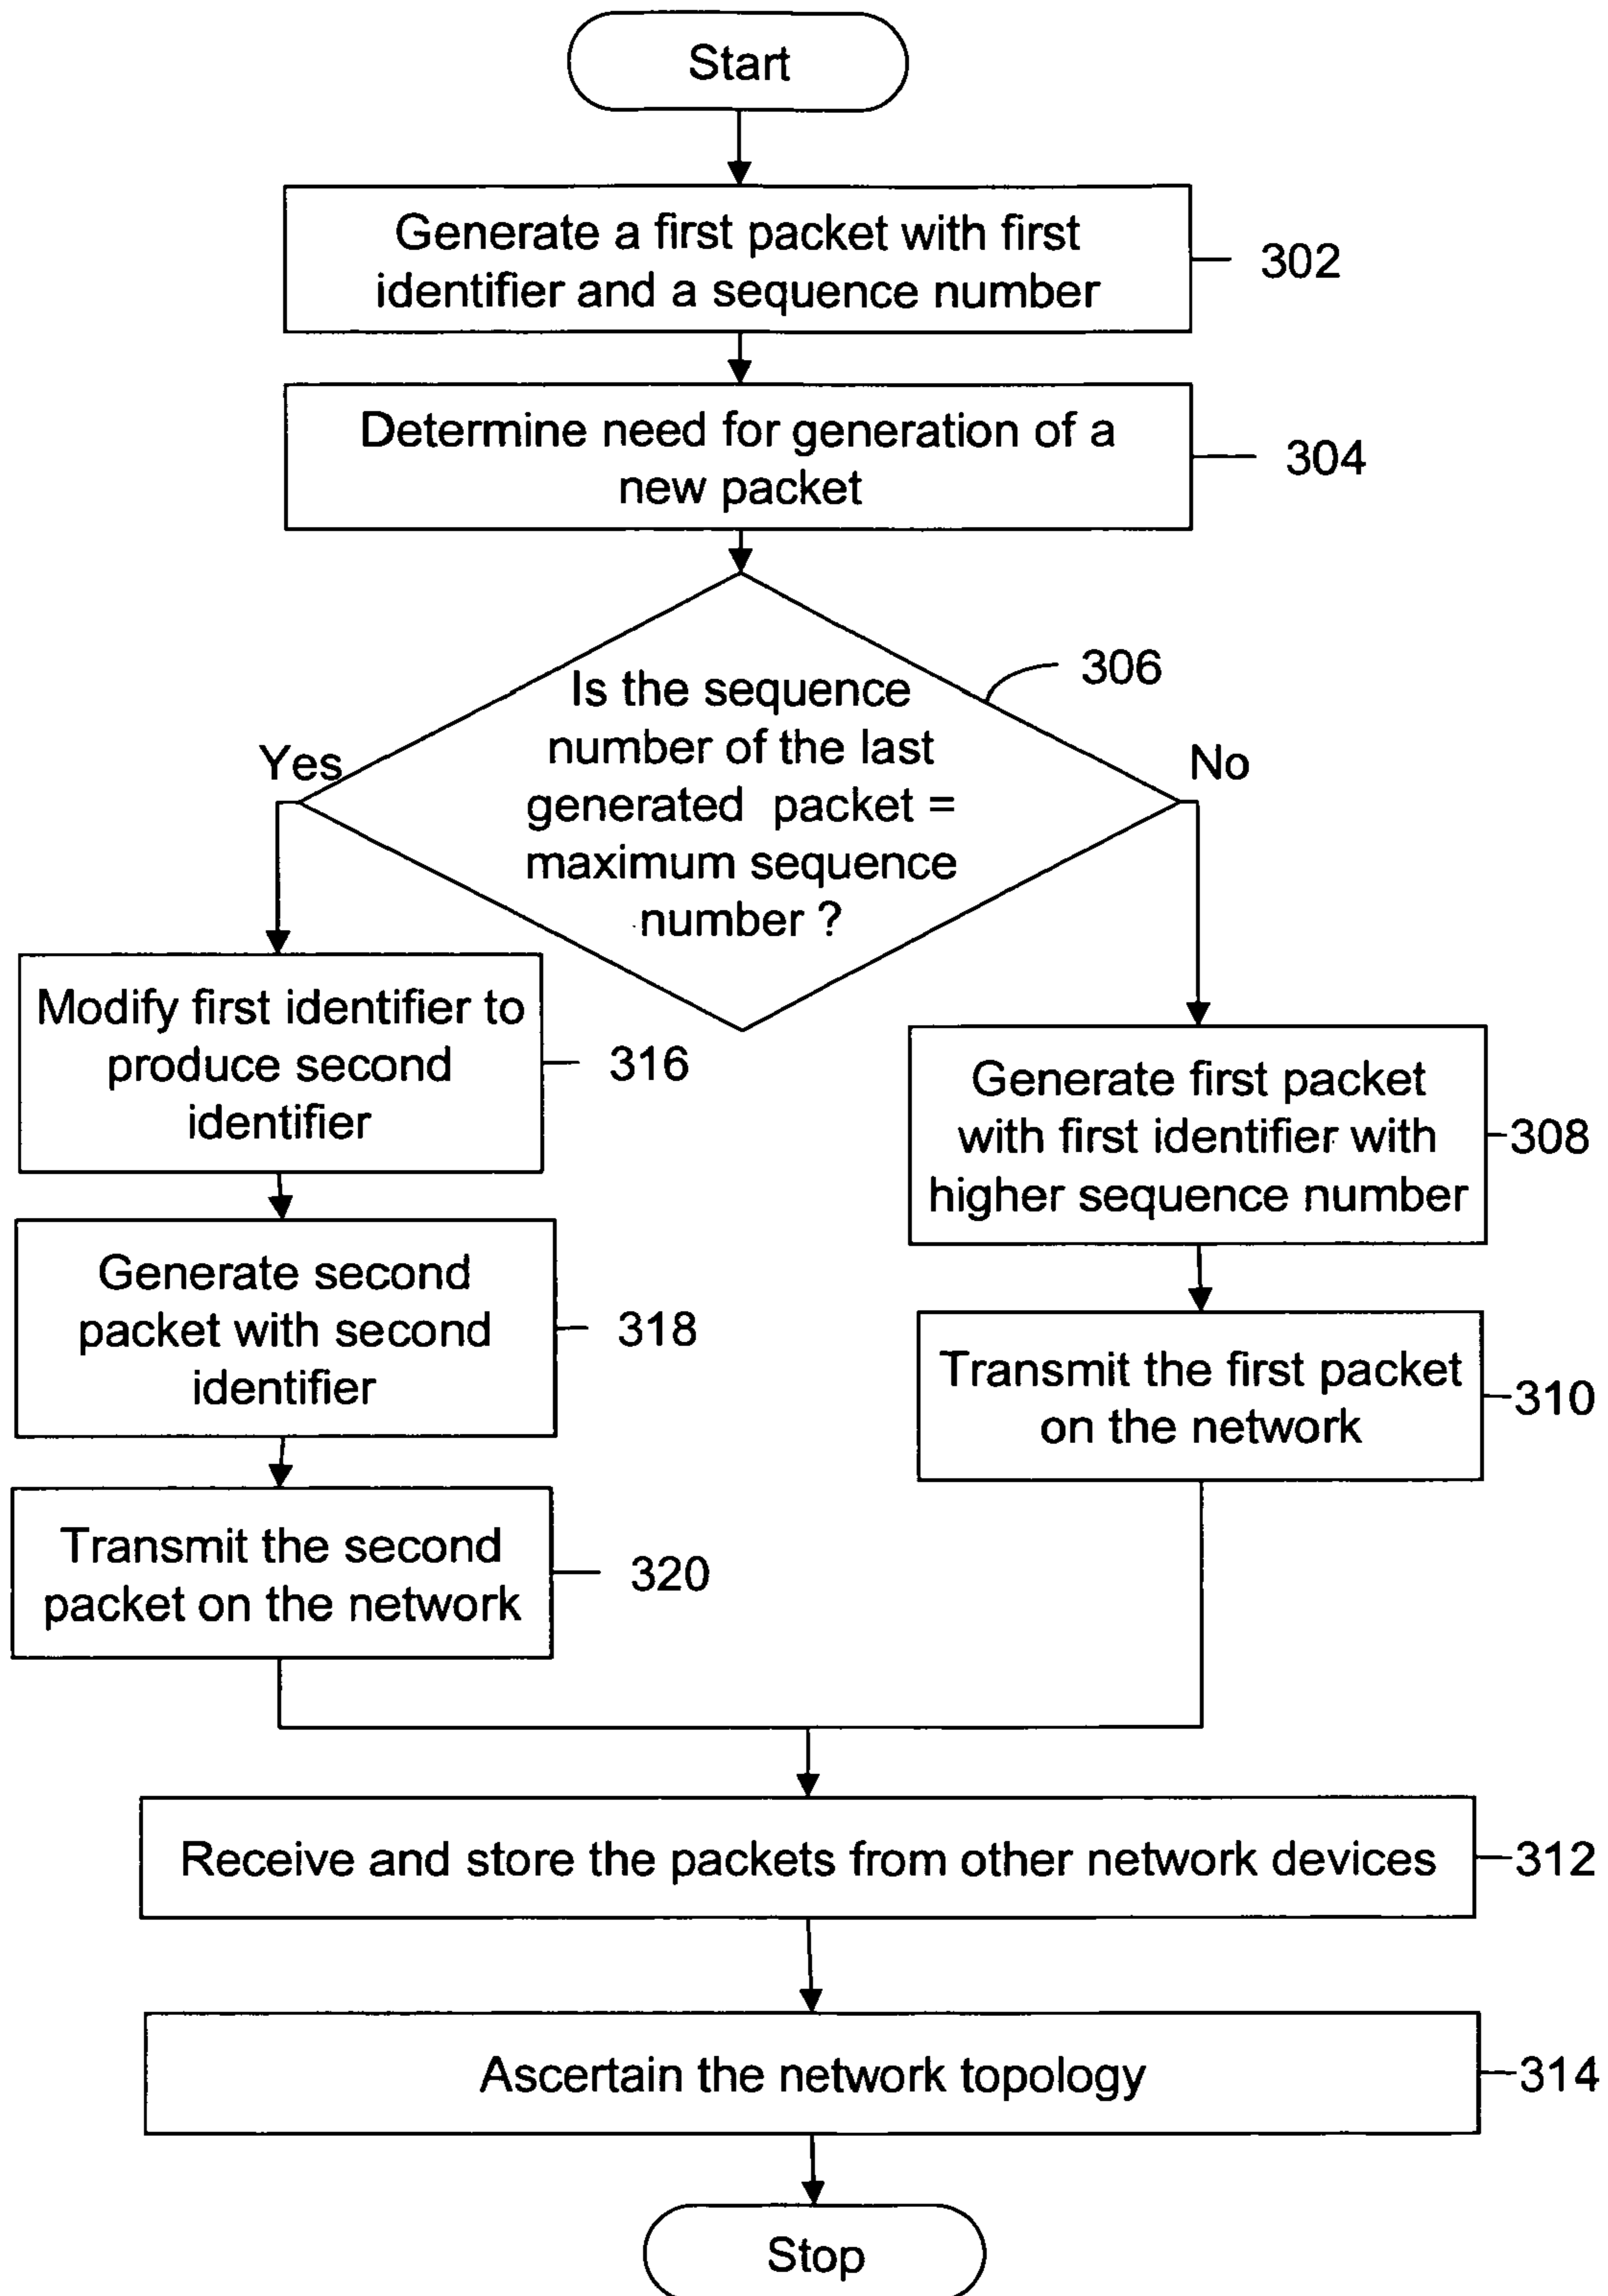 Start
Generate a first packet with first
identifier and a sequence number
302
Determine need for generation of a
new packet
304
Is the sequence
number of the last
generated packet =
maximum sequence
number ?
306
Yes
No
Modify first identifier to
produce second
identifier
316
Generate first packet
with first identifier with
higher sequence number
308
Generate second
packet with second
identifier
318
Transmit the first packet
on the network
310
Transmit the second
packet on the network
320
Receive and store the packets from other network devices
312
Ascertain the network topology
314
Stop